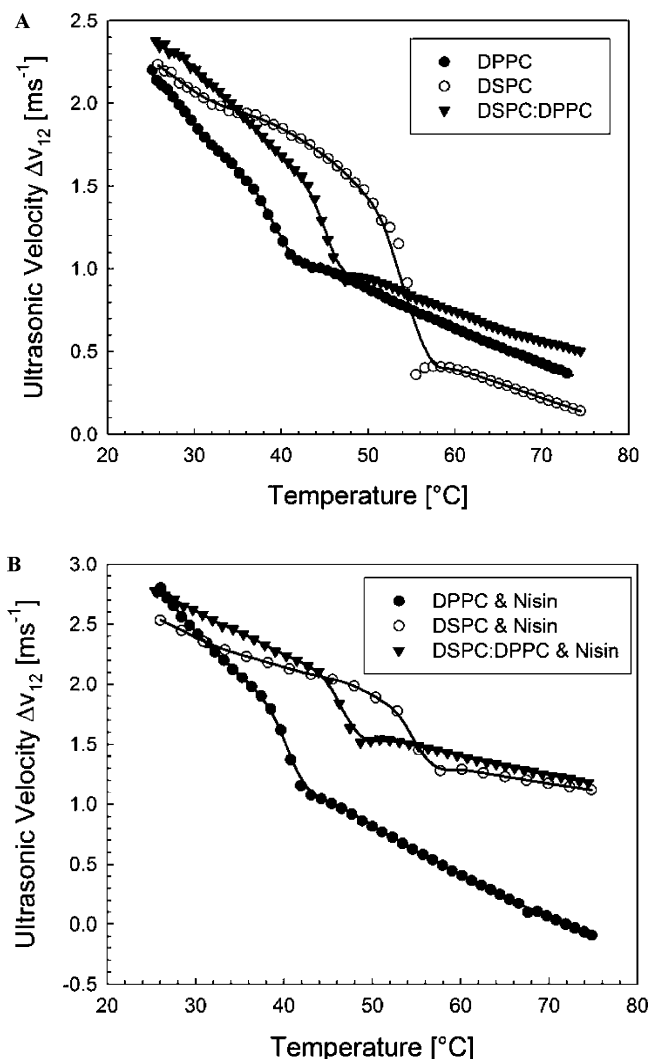 A
2.5
2.0
1.5
1.0
0.5
0.0
Ultrasonic Velocity Δv12 [ms-1]
DPPC
DSPC
DSPC:DPPC
20 30 40 50 60 70 80
Temperature [°C]
B
3.0
2.5
2.0
1.5
1.0
0.5
0.0
-0.5
Ultrasonic Velocity Δv12 [ms-1]
DPPC & Nisin
DSPC & Nisin
DSPC:DPPC & Nisin
20 30 40 50 60 70 80
Temperature [°C]